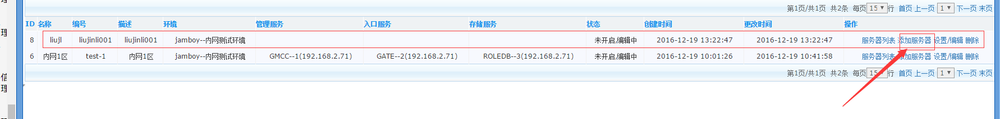 理
第1页/共1页 共2条 每页 15 行 首页 上一页 1 下一页 末页
ID 名称 编号 描述 环境 管理服务 入口服务 存储服务 状态 创建时间 更改时间 操作
理 8 liujl liujinli001 liujinli001 jamboy--内网测试环境 未开启,编辑中 2016-12-19 13:22:47 2016-12-19 13:22:47 服务器列表 添加服务器 设置/编辑 删除
6 内网1区 test-1 内网1区 jamboy--内网测试环境 GMCC--1(192.168.2.71) GATE--2(192.168.2.71) ROLEDB--3(192.168.2.71) 未开启,编辑中 2016-12-19 10:01:26 2016-12-19 10:41:58 服务器列表 添加服务器 设置/编辑 删除
信 第1页/共1页 共2条 每页 15 行 首页 上一页 1 下一页 末页
理